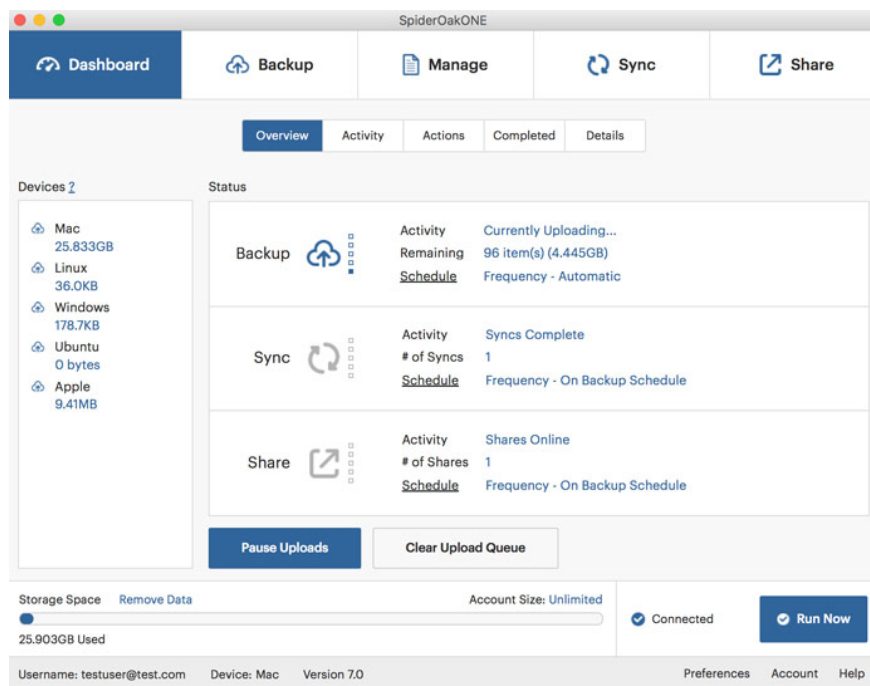 SpiderOakONE
Dashboard
Backup
Manage
Sync
Share
Overview
Activity
Actions
Completed
Details
Devices ?
Mac
25.833GB
Linux
36.0KB
Windows
178.7KB
Ubuntu
0 bytes
Apple
9.41MB
Status
Backup
Activity Currently Uploading...
Remaining 96 item(s) (4.445GB)
Schedule Frequency - Automatic
Sync
Activity Syncs Complete
# of Syncs 1
Schedule Frequency - On Backup Schedule
Share
Activity Shares Online
# of Shares 1
Schedule Frequency - On Backup Schedule
Pause Uploads
Clear Upload Queue
Storage Space Remove Data Account Size: Unlimited
25.903GB Used
Connected
Run Now
Username: testuser@test.com Device: Mac Version 7.0 Preferences Account Help